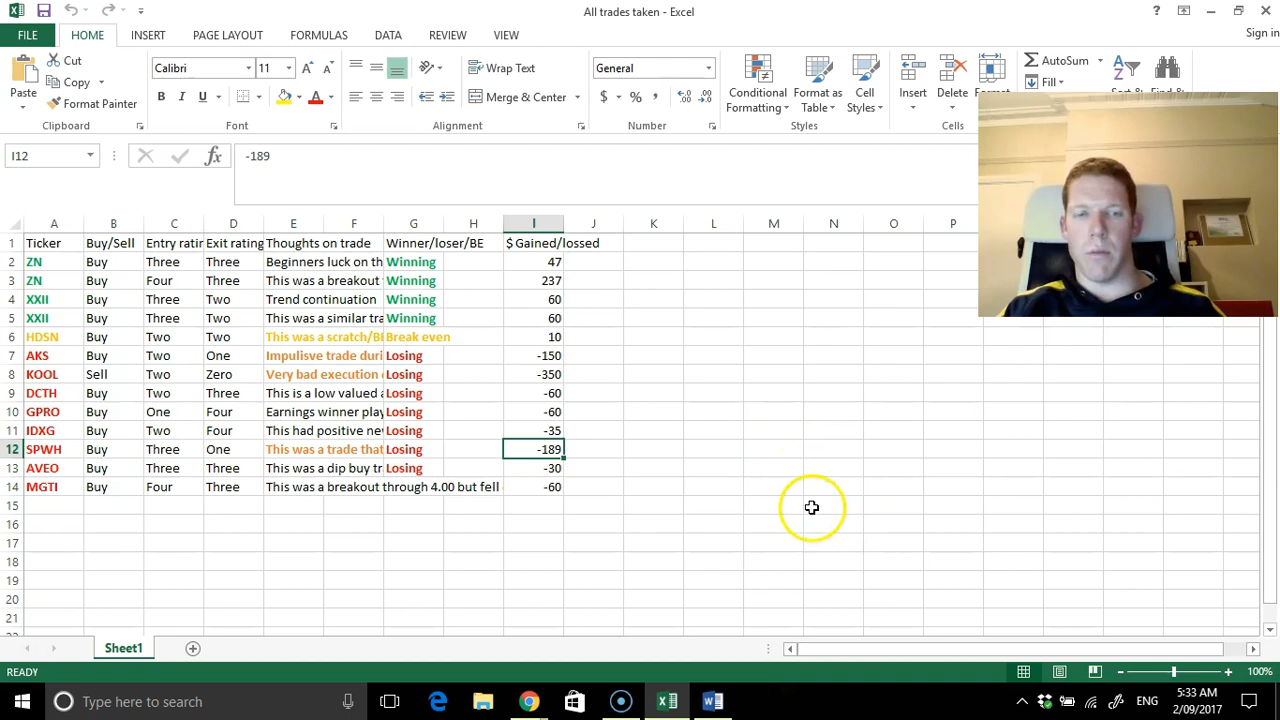 All trades taken - Excel
Sign in
FILE HOME INSERT PAGE LAYOUT FORMULAS DATA REVIEW VIEW
Paste Cut Copy Format Painter
Calibri 11 B I U A
Wrap Text Merge & Center
General $ % ,
Conditional Formatting Format as Table Cell Styles
Insert Delete Format
AutoSum Fill
Clipboard Font Alignment Number Styles Cells
I12 fx -189
A B C D E F G H I J K L M N O P
1 Ticker Buy/Sell Entry ratin Exit rating Thoughts on trade Winner/loser/BE $ Gained/lossed
2 ZN Buy Three Three Beginners luck on th Winning 47
3 ZN Buy Four Three This was a breakout Winning 237
4 XXII Buy Three Two Trend continuation Winning 60
5 XXII Buy Three Two This was a similar tra Winning 60
6 HDSN Buy Two Two This was a scratch/BE Break even 10
7 AKS Buy Two One Impulisve trade duri Losing -150
8 KOOL Sell Two Zero Very bad execution Losing -350
9 DCTH Buy Two Three This is a low valued Losing -60
10 GPRO Buy One Four Earnings winner play Losing -60
11 IDXG Buy Two Four This had positive nev Losing -35
12 SPWH Buy Three One This was a trade that Losing -189
13 AVEO Buy Three Three This was a dip buy tr Losing -30
14 MGTI Buy Four Three This was a breakout through 4.00 but fell -60
15
16
17
18
19
20
21
Sheet1
READY 100%
Type here to search
ENG
5:33 AM
2/09/2017